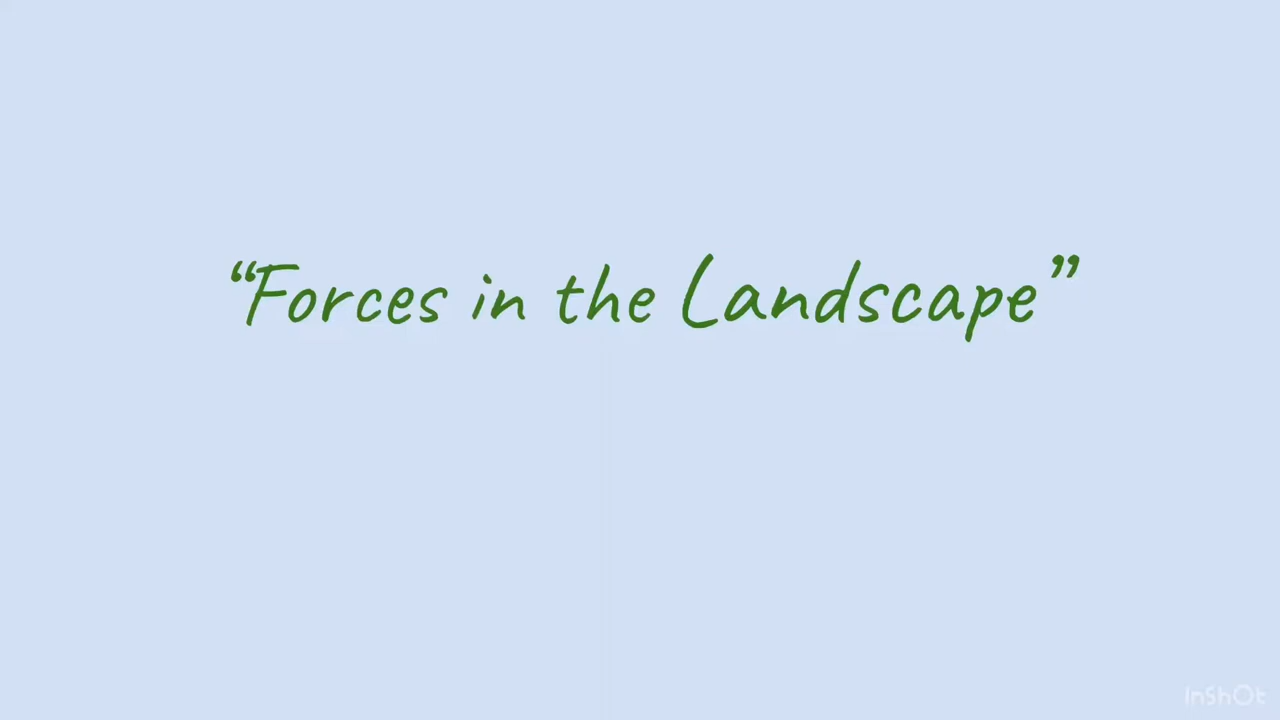 “Forces in the Landscape”
InShOt